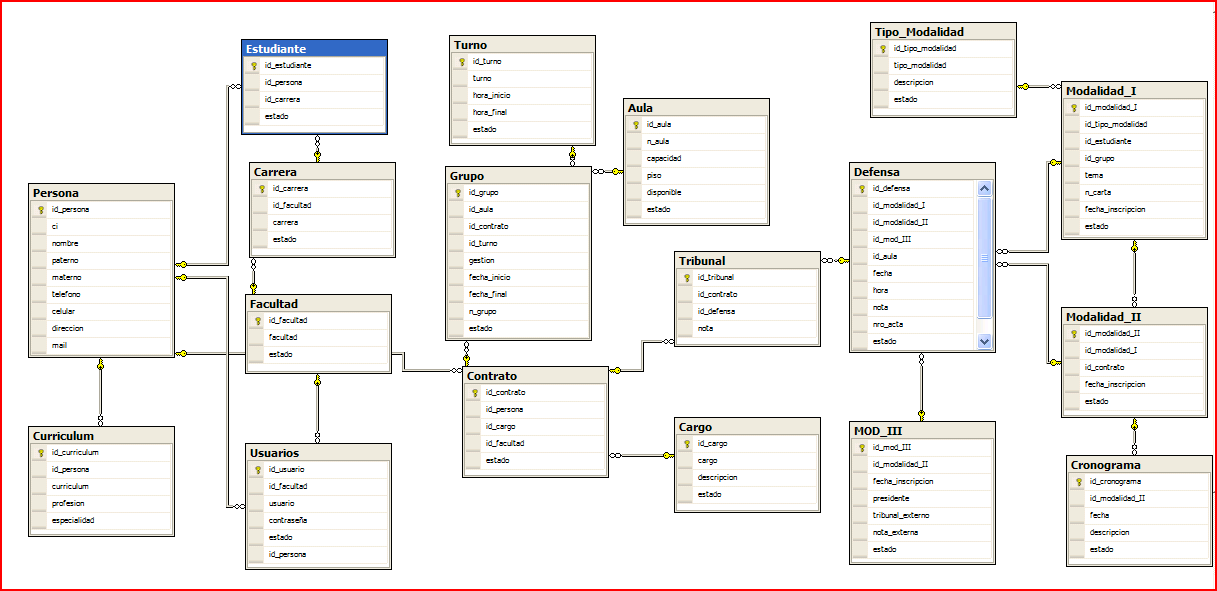 Estudiante
id_estudiante
id_persona
id_carrera
estado
Turno
id_turno
turno
hora_inicio
hora_final
estado
Tipo_Modalidad
id_tipo_modalidad
tipo_modalidad
descripcion
estado
Aula
id_aula
n_aula
capacidad
piso
disponible
estado
Modalidad_I
id_modalidad_I
id_tipo_modalidad
id_estudiante
id_grupo
tema
n_carta
fecha_inscripcion
estado
Persona
id_persona
ci
nombre
paterno
materno
telefono
celular
direccion
mail
Carrera
id_carrera
id_facultad
carrera
estado
Grupo
id_grupo
id_aula
id_contrato
id_turno
gestion
fecha_inicio
fecha_final
n_grupo
estado
Defensa
id_defensa
id_modalidad_I
id_modalidad_II
id_mod_III
id_aula
fecha
hora
nota
nro_acta
estado
Tribunal
id_tribunal
id_contrato
id_defensa
nota
Facultad
id_facultad
facultad
estado
Modalidad_II
id_modalidad_II
id_modalidad_I
id_contrato
fecha_inscripcion
estado
Contrato
id_contrato
id_persona
id_cargo
id_facultad
estado
Cargo
id_cargo
cargo
descripcion
estado
MOD_III
id_mod_III
id_modalidad_II
fecha_inscripcion
presidente
tribunal_externo
nota_externa
estado
Curriculum
id_curriculum
id_persona
curriculum
profesion
especialidad
Usuarios
id_usuario
id_facultad
usuario
contraseña
estado
id_persona
Cronograma
id_cronograma
id_modalidad_II
fecha
descripcion
estado